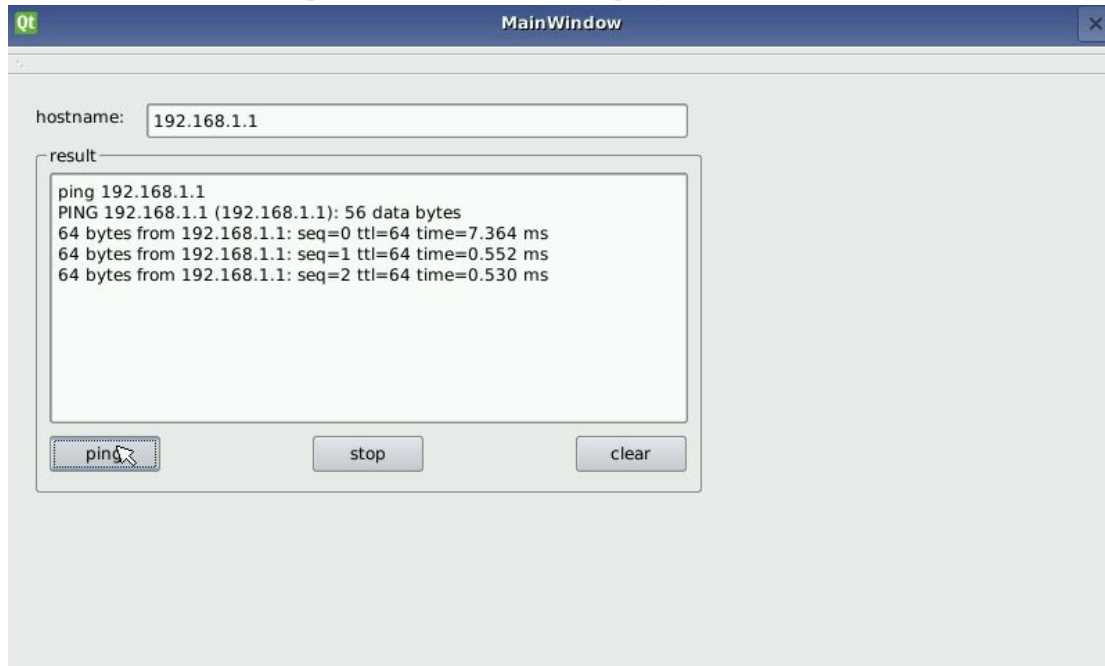 Qt
MainWindow
hostname:
192.168.1.1
result
ping 192.168.1.1
PING 192.168.1.1 (192.168.1.1): 56 data bytes
64 bytes from 192.168.1.1: seq=0 ttl=64 time=7.364 ms
64 bytes from 192.168.1.1: seq=1 ttl=64 time=0.552 ms
64 bytes from 192.168.1.1: seq=2 ttl=64 time=0.530 ms
ping
stop
clear